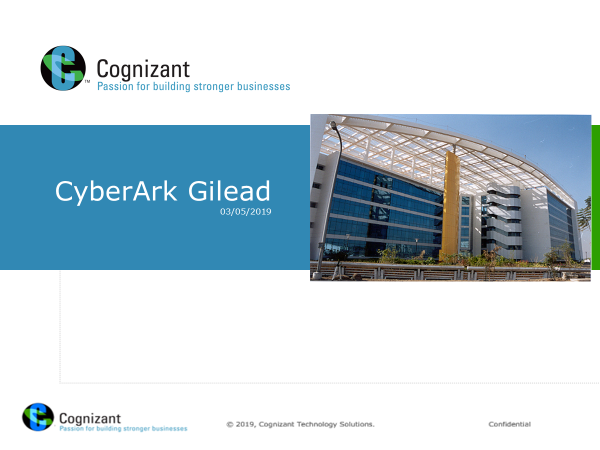 ™
Cognizant
Passion for building stronger businesses
CyberArk Gilead
03/05/2019
Cognizant
Passion for building stronger businesses
© 2019, Cognizant Technology Solutions.
Confidential